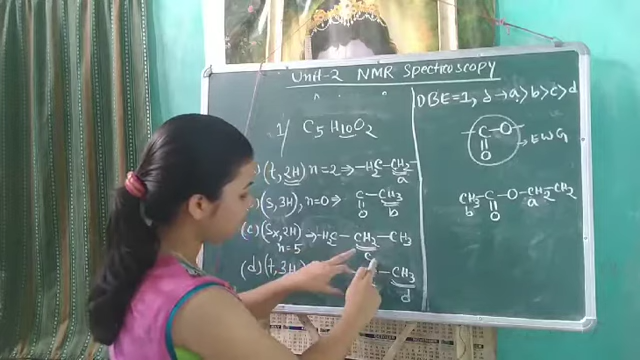 Unit-2 NMR Spectroscopy
1/ C5H10O2
(t, 2H) n=2 → -H2C-CH2-
a
(s, 3H), n=0 ⇒ C-CH3
O b
(c) (Sx, 2H) → -H2C-CH2-CH3
n=5 c
(d) (t, 3H) CH3
d
DBE=1, d → a > b > c > d
-C-O- → EWG
O
CH3-C-O-CH2-CH2
b O a